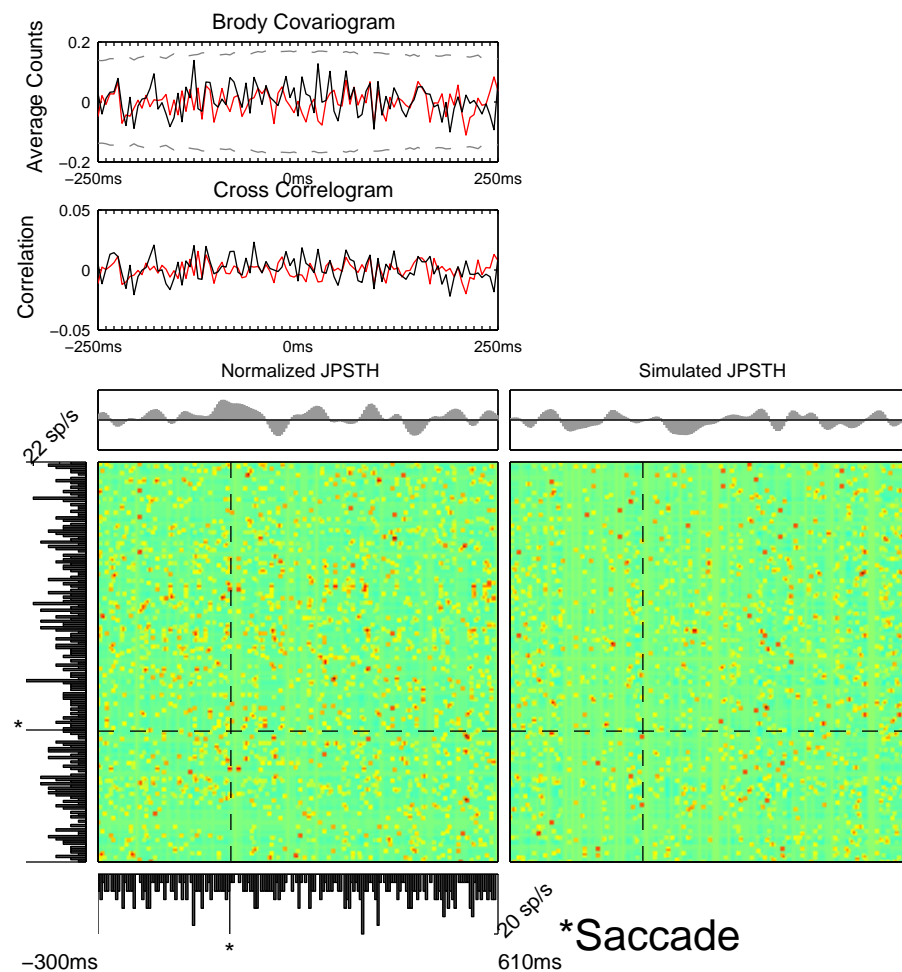 Brody Covariogram
Average Counts
0.2
0
−0.2
−250ms
0ms
250ms
Cross Correlogram
Correlation
0.05
0
−0.05
−250ms
0ms
250ms
Normalized JPSTH
Simulated JPSTH
22 sp/s
*
20 sp/s
*
*Saccade
−300ms
610ms